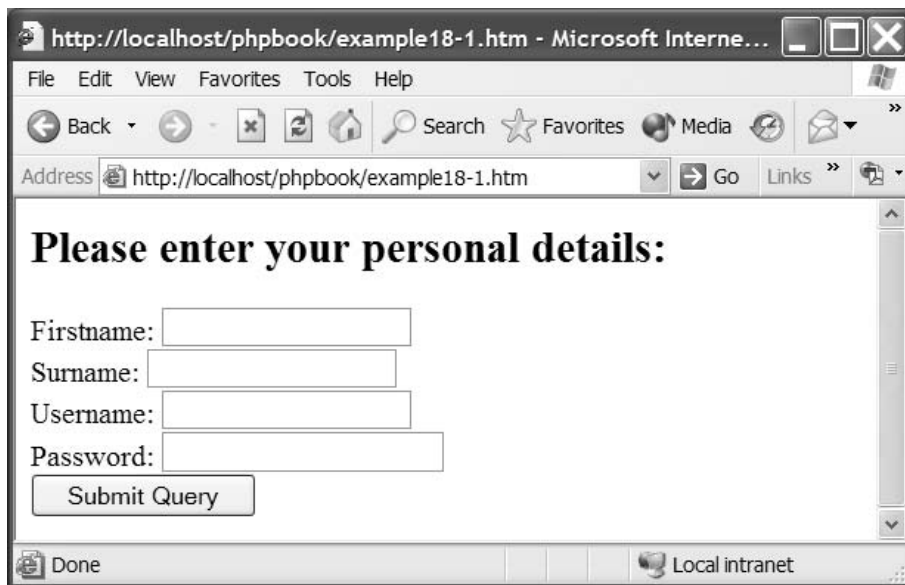 http://localhost/phpbook/example18-1.htm - Microsoft Interne...
File Edit View Favorites Tools Help
Back Search Favorites Media »
Address http://localhost/phpbook/example18-1.htm Go Links »
Please enter your personal details:
Firstname:
Surname:
Username:
Password:
Submit Query
Done Local intranet